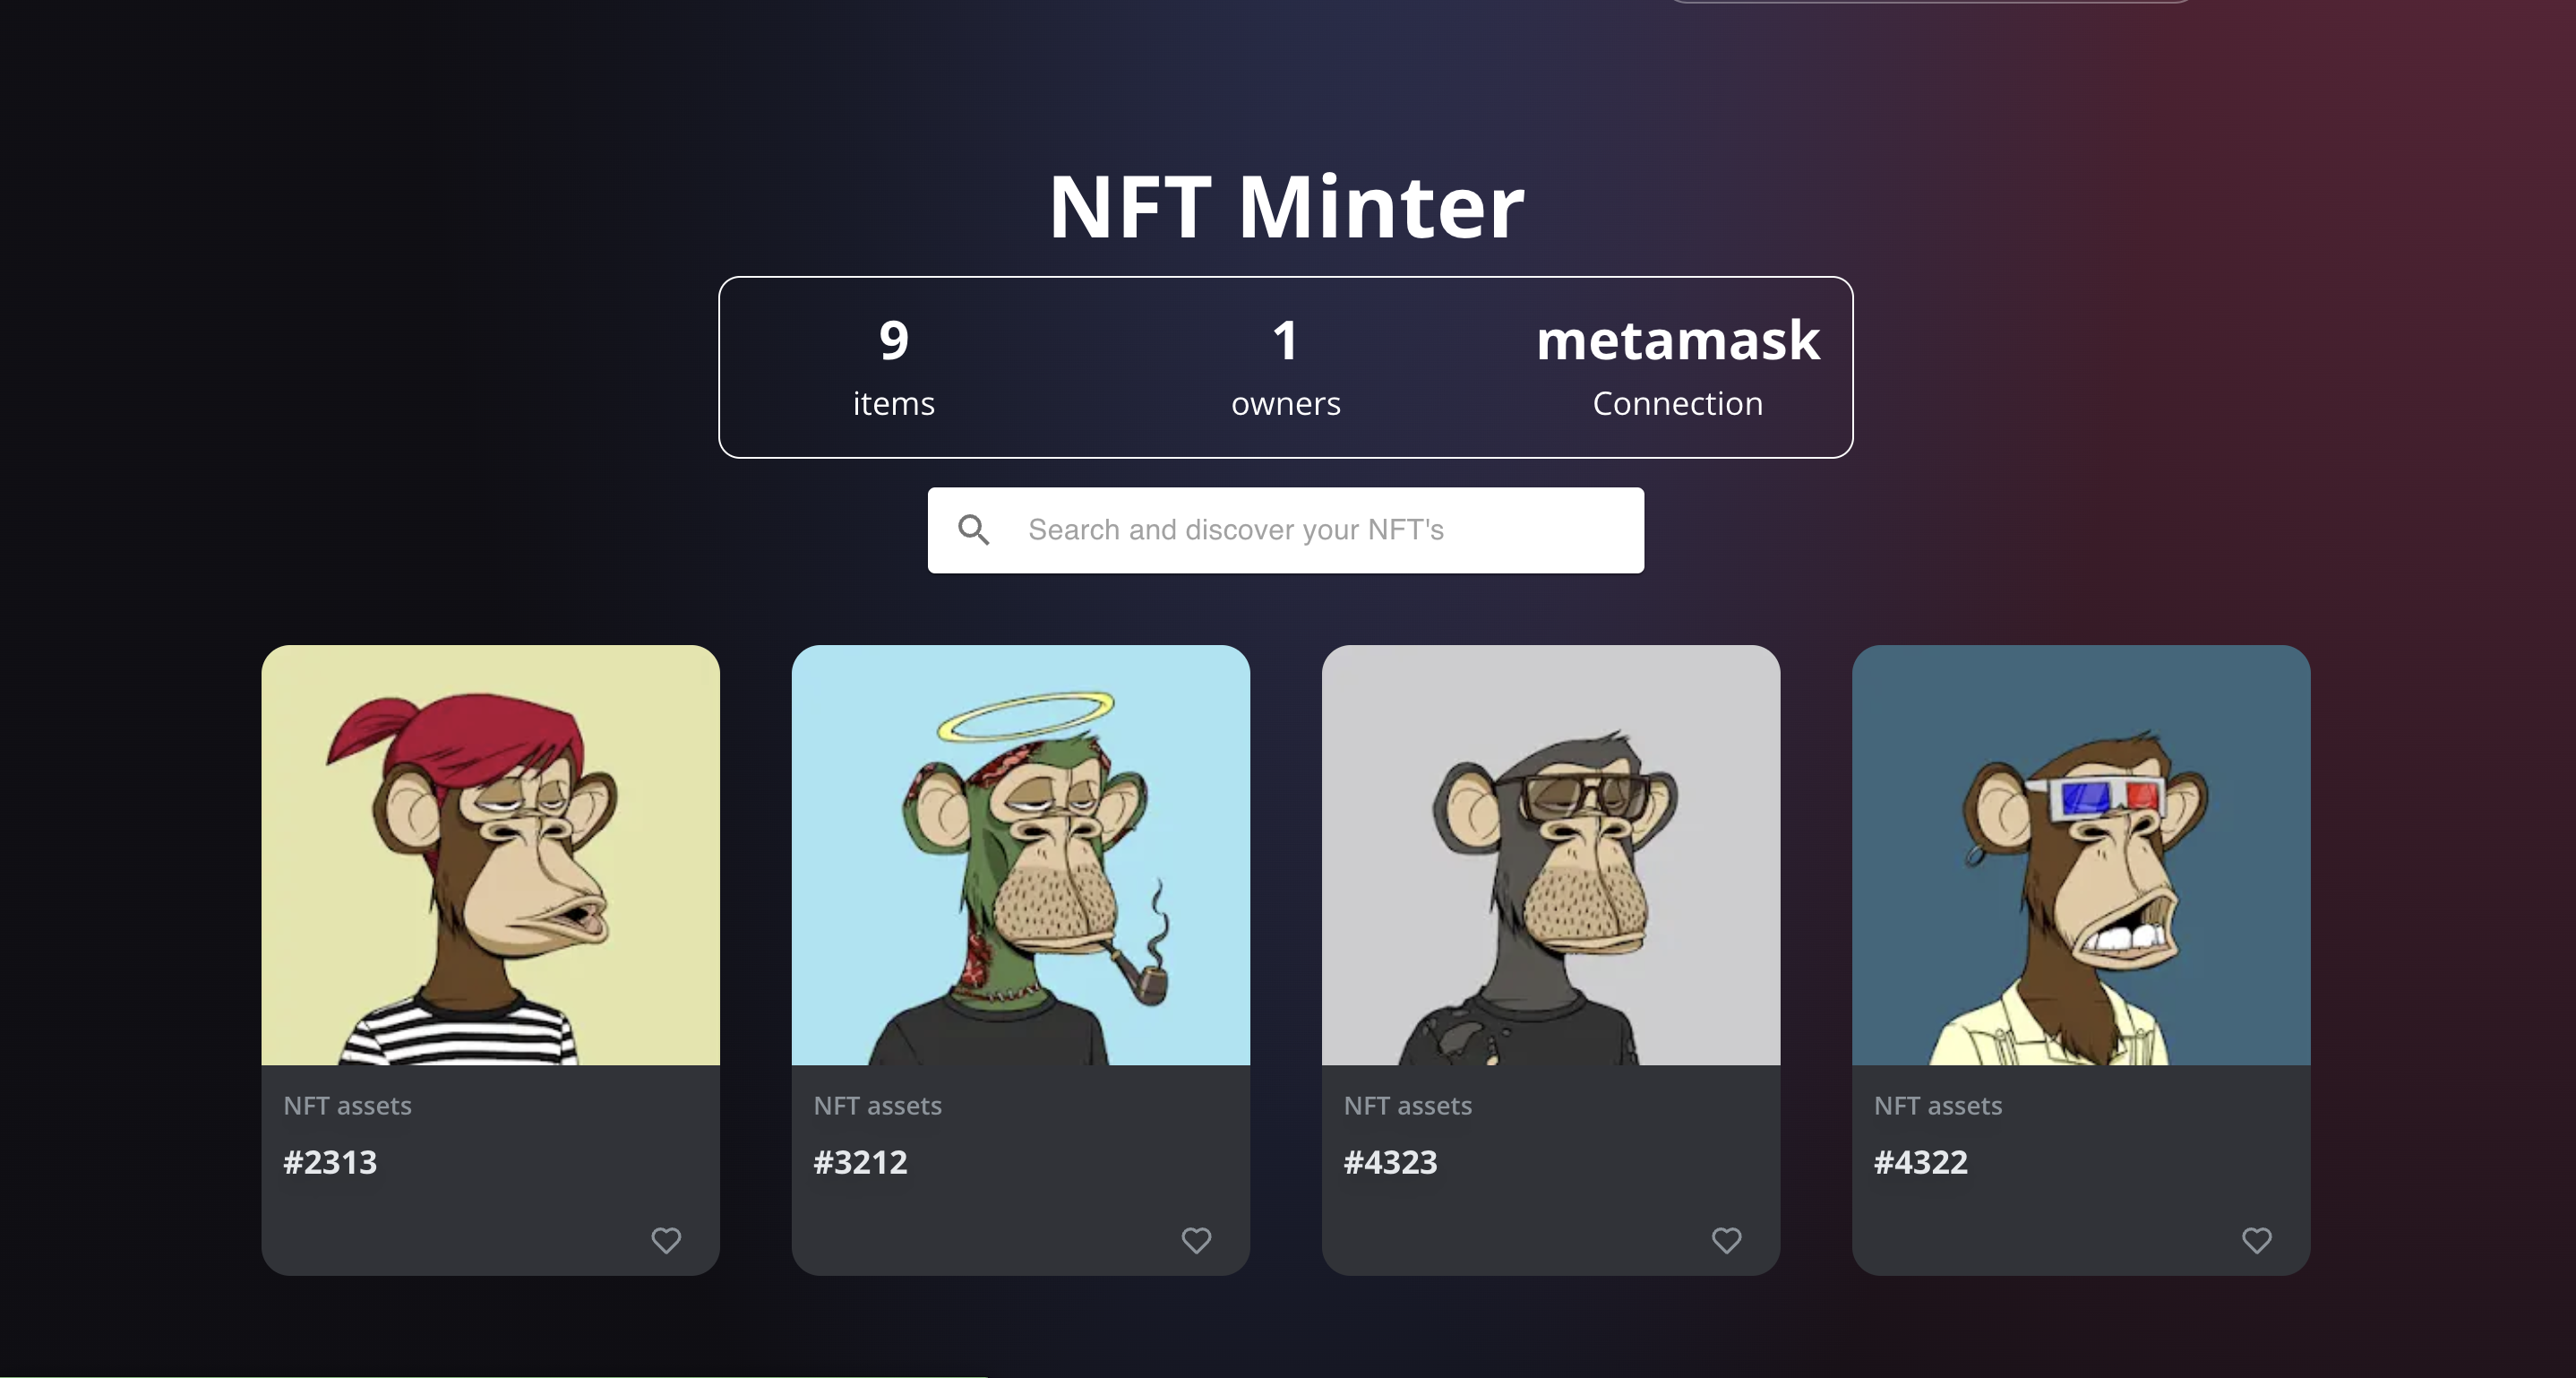 NFT Minter
9
items
1
owners
metamask
Connection
Search and discover your NFT's
NFT assets
#2313
NFT assets
#3212
NFT assets
#4323
NFT assets
#4322